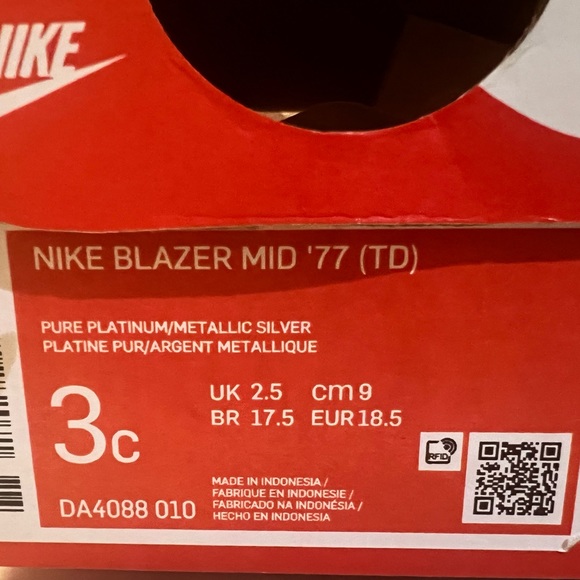 NIKE
NIKE BLAZER MID '77 (TD)
PURE PLATINUM/METALLIC SILVER
PLATINE PUR/ARGENT METALLIQUE
3C
UK 2.5 cm 9
BR 17.5 EUR 18.5
RFID
DA4088 010
MADE IN INDONESIA /
FABRIQUE EN INDONESIE /
FABRICADO NA INDONÉSIA /
HECHO EN INDONESIA